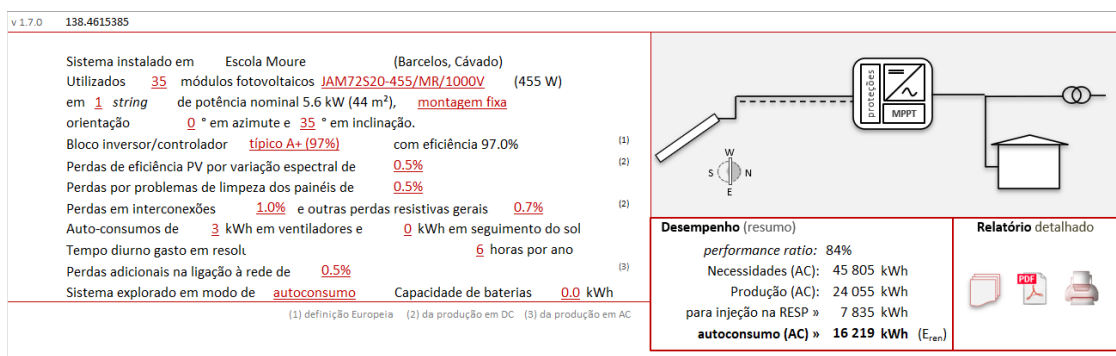 v 1.7.0 138.4615385
Sistema instalado em Escola Moure (Barcelos, Cávado)
Utilizados 35 módulos fotovoltaicos JAM72S20-455/MR/1000V (455 W)
em 1 string de potência nominal 5.6 kW (44 m²), montagem fixa
orientação 0 ° em azimute e 35 ° em inclinação.
Bloco inversor/controlador típico A+ (97%) com eficiência 97.0% (1)
Perdas de eficiência PV por variação espectral de 0.5% (2)
Perdas por problemas de limpeza dos painéis de 0.5%
Perdas em interconexões 1.0% e outras perdas resistivas gerais 0.7% (2)
Auto-consumos de 3 kWh em ventiladores e 0 kWh em seguimento do sol
Tempo diurno gasto em resolu 6 horas por ano
Perdas adicionais na ligação à rede de 0.5% (3)
Sistema explorado em modo de autoconsumo Capacidade de baterias 0.0 kWh
(1) definição Europeia (2) da produção em DC (3) da produção em AC
proteções
MPPT
W
S N
E
Desempenho (resumo)
performance ratio: 84%
Necessidades (AC): 45 805 kWh
Produção (AC): 24 055 kWh
para injeção na RESP » 7 835 kWh
autoconsumo (AC) » 16 219 kWh (Eren)
Relatório detalhado
PDF